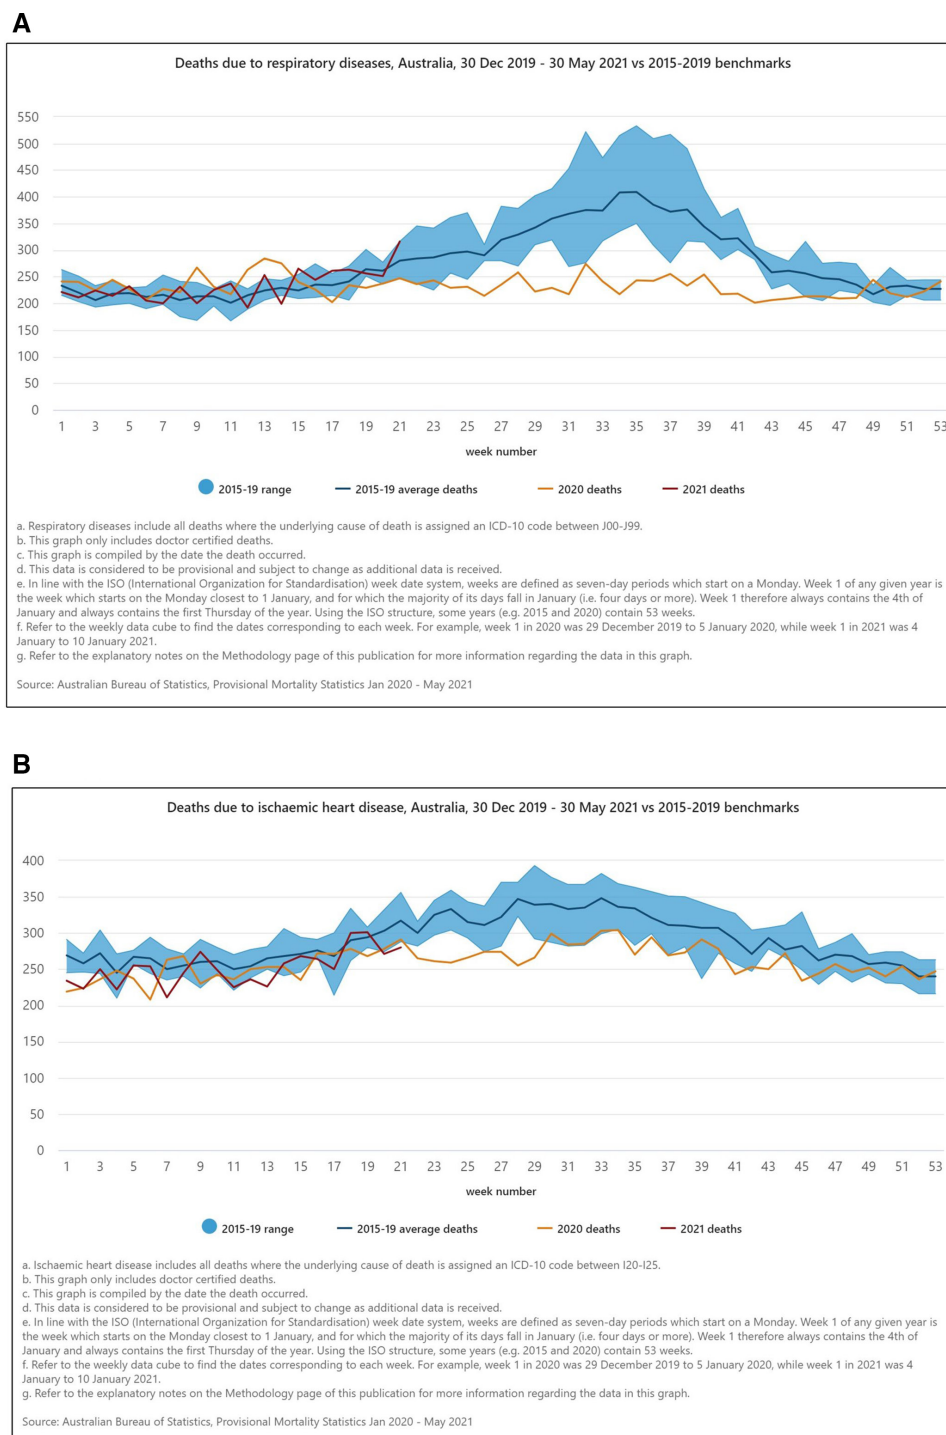 A
Deaths due to respiratory diseases, Australia, 30 Dec 2019 - 30 May 2021 vs 2015-2019 benchmarks
550
500
450
400
350
300
250
200
150
100
50
0
1 3 5 7 9 11 13 15 17 19 21 23 25 27 29 31 33 35 37 39 41 43 45 47 49 51 53
week number
2015-19 range 2015-19 average deaths 2020 deaths 2021 deaths
a. Respiratory diseases include all deaths where the underlying cause of death is assigned an ICD-10 code between J00-J99.
b. This graph only includes doctor certified deaths.
c. This graph is compiled by the date the death occurred.
d. This data is considered to be provisional and subject to change as additional data is received.
e. In line with the ISO (International Organization for Standardisation) week date system, weeks are defined as seven-day periods which start on a Monday. Week 1 of any given year is
the week which starts on the Monday closest to 1 January, and for which the majority of its days fall in January (i.e. four days or more). Week 1 therefore always contains the 4th of
January and always contains the first Thursday of the year. Using the ISO structure, some years (e.g. 2015 and 2020) contain 53 weeks.
f. Refer to the weekly data cube to find the dates corresponding to each week. For example, week 1 in 2020 was 29 December 2019 to 5 January 2020, while week 1 in 2021 was 4
January to 10 January 2021.
g. Refer to the explanatory notes on the Methodology page of this publication for more information regarding the data in this graph.
Source: Australian Bureau of Statistics, Provisional Mortality Statistics Jan 2020 - May 2021
B
Deaths due to ischaemic heart disease, Australia, 30 Dec 2019 - 30 May 2021 vs 2015-2019 benchmarks
400
350
300
250
200
150
100
50
0
1 3 5 7 9 11 13 15 17 19 21 23 25 27 29 31 33 35 37 39 41 43 45 47 49 51 53
week number
2015-19 range 2015-19 average deaths 2020 deaths 2021 deaths
a. Ischaemic heart disease includes all deaths where the underlying cause of death is assigned an ICD-10 code between I20-I25.
b. This graph only includes doctor certified deaths.
c. This graph is compiled by the date the death occurred.
d. This data is considered to be provisional and subject to change as additional data is received.
e. In line with the ISO (International Organization for Standardisation) week date system, weeks are defined as seven-day periods which start on a Monday. Week 1 of any given year is
the week which starts on the Monday closest to 1 January, and for which the majority of its days fall in January (i.e. four days or more). Week 1 therefore always contains the 4th of
January and always contains the first Thursday of the year. Using the ISO structure, some years (e.g. 2015 and 2020) contain 53 weeks.
f. Refer to the weekly data cube to find the dates corresponding to each week. For example, week 1 in 2020 was 29 December 2019 to 5 January 2020, while week 1 in 2021 was 4
January to 10 January 2021.
g. Refer to the explanatory notes on the Methodology page of this publication for more information regarding the data in this graph.
Source: Australian Bureau of Statistics, Provisional Mortality Statistics Jan 2020 - May 2021